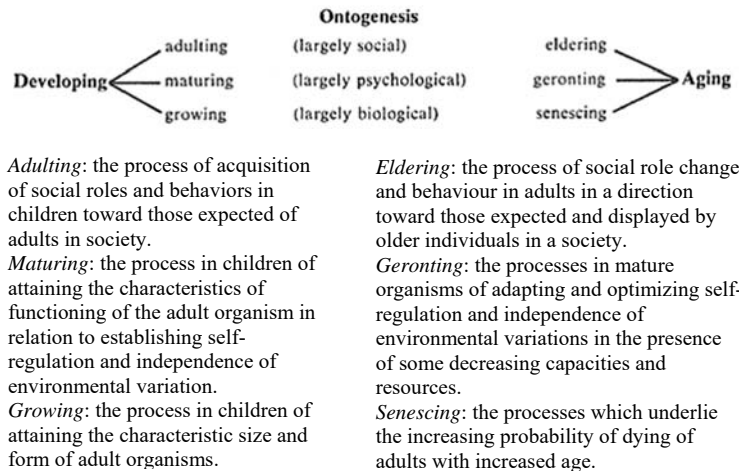 Ontogenesis
adulting (largely social) eldering
Developing maturing (largely psychological) geronting Aging
growing (largely biological) senescing
Adulting: the process of acquisition
of social roles and behaviors in
children toward those expected of
adults in society.
Maturing: the process in children of
attaining the characteristics of
functioning of the adult organism in
relation to establishing self-
regulation and independence of
environmental variation.
Growing: the process in children of
attaining the characteristic size and
form of adult organisms.
Eldering: the process of social role change
and behaviour in adults in a direction
toward those expected and displayed by
older individuals in a society.
Geronting: the processes in mature
organisms of adapting and optimizing self-
regulation and independence of
environmental variations in the presence
of some decreasing capacities and
resources.
Senescing: the processes which underlie
the increasing probability of dying of
adults with increased age.